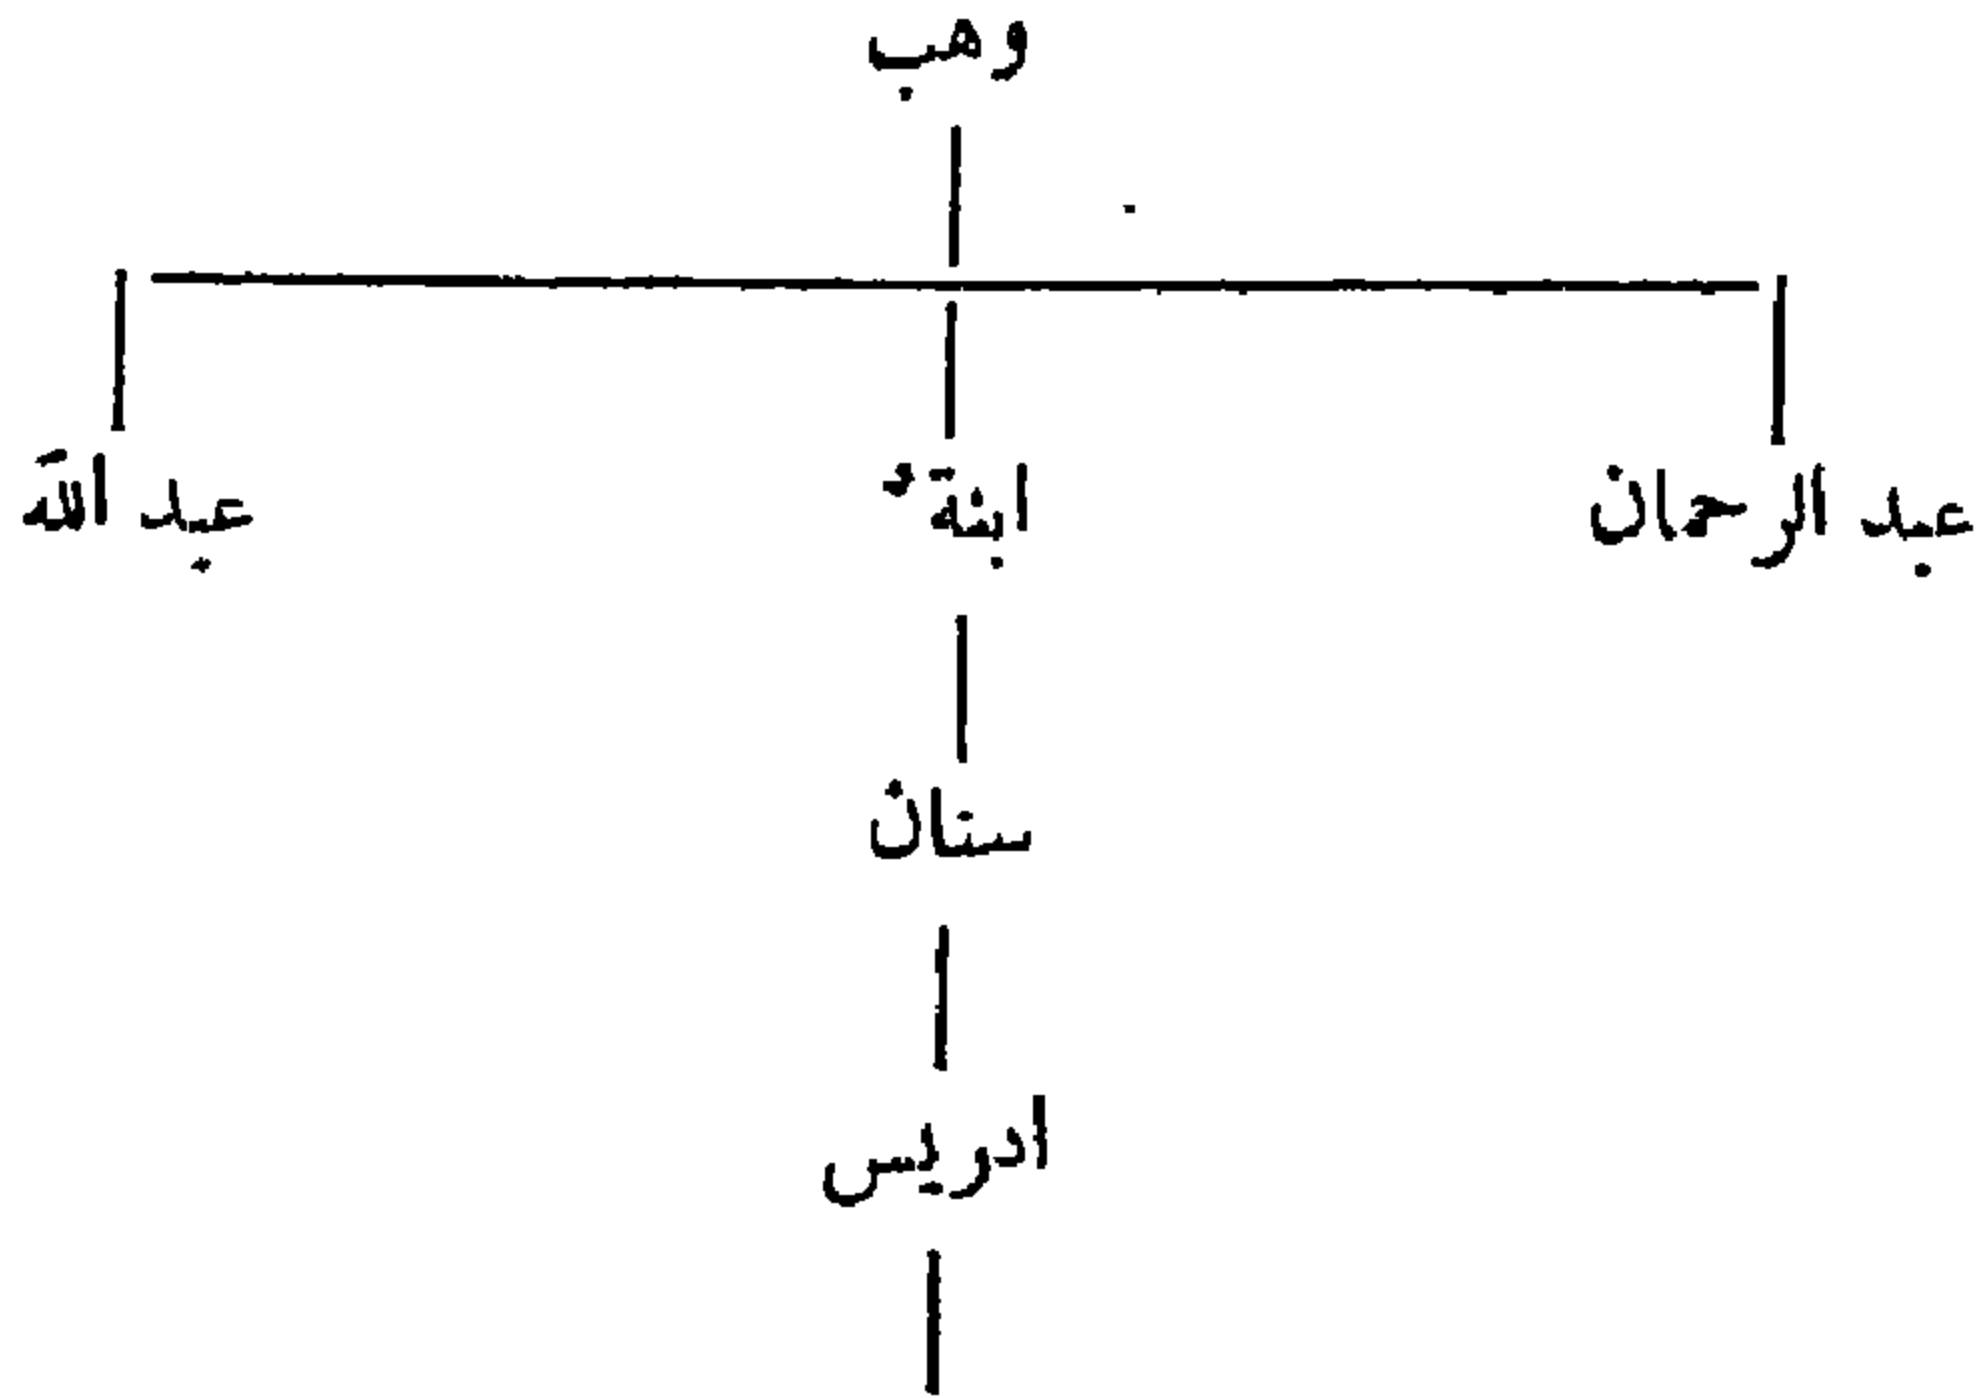 وهب
عبد الرحمان ابنةٌ عبد اللهَ
سنان
ادريس